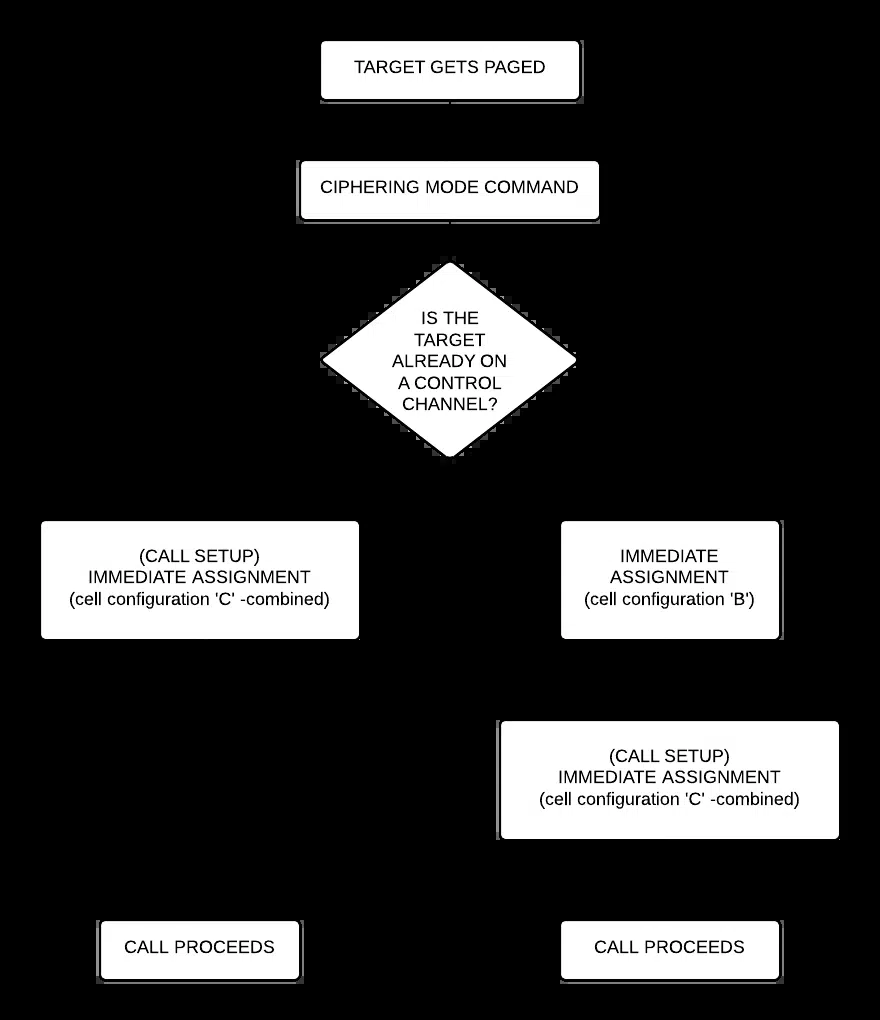 TARGET GETS PAGED
CIPHERING MODE COMMAND
IS THE
TARGET
ALREADY ON
A CONTROL
CHANNEL?
(CALL SETUP)
IMMEDIATE ASSIGNMENT
(cell configuration 'C' -combined)
IMMEDIATE
ASSIGNMENT
(cell configuration 'B')
(CALL SETUP)
IMMEDIATE ASSIGNMENT
(cell configuration 'C' -combined)
CALL PROCEEDS
CALL PROCEEDS